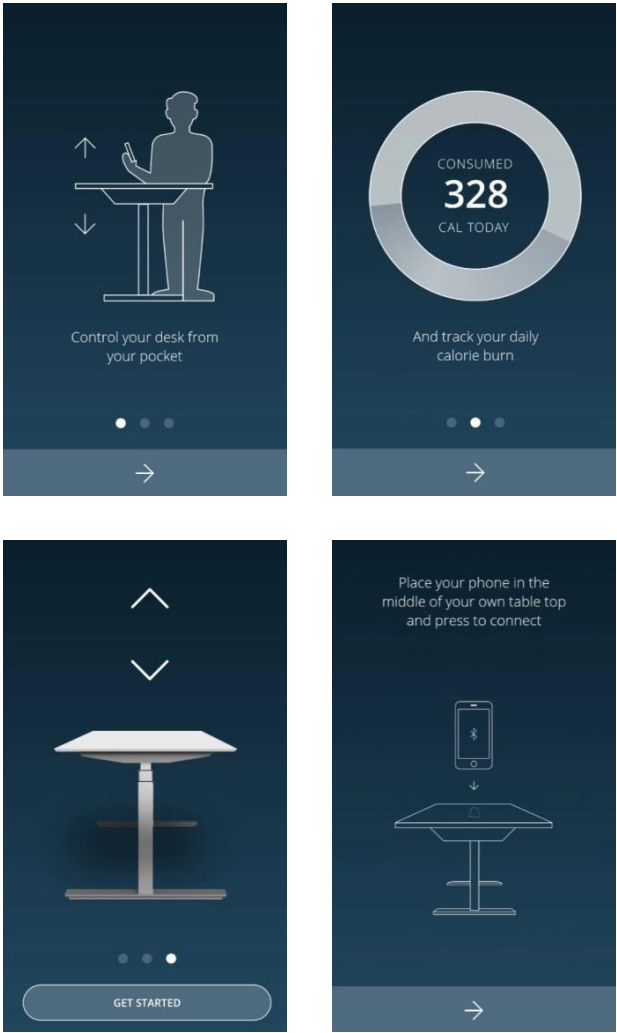 Control your desk from
your pocket
CONSUMED
328
CAL TODAY
And track your daily
calorie burn
GET STARTED
Place your phone in the
middle of your own table top
and press to connect